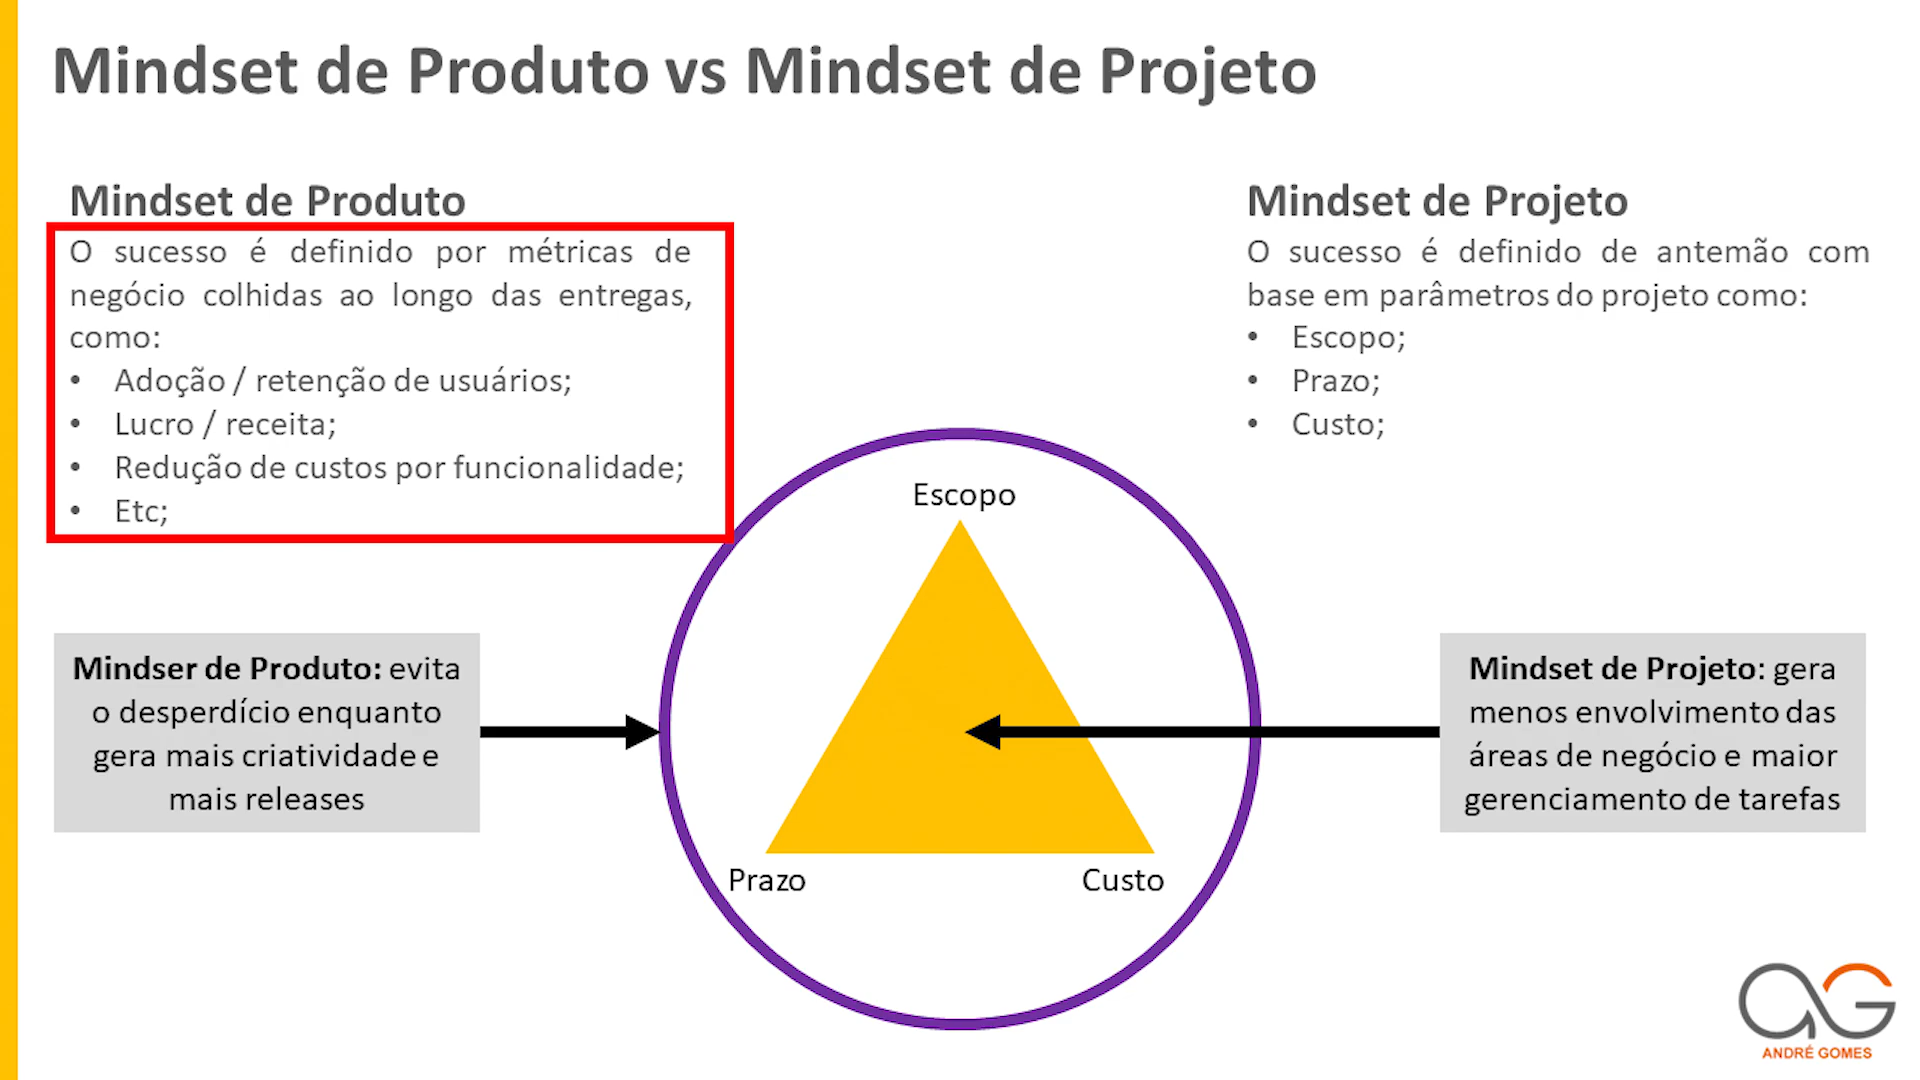 Mindset de Produto vs Mindset de Projeto
Mindset de Produto
O sucesso é definido por métricas de
negócio colhidas ao longo das entregas,
como:
• Adoção / retenção de usuários;
• Lucro / receita;
• Redução de custos por funcionalidade;
• Etc;
Mindset de Projeto
O sucesso é definido de antemão com
base em parâmetros do projeto como:
• Escopo;
• Prazo;
• Custo;
Mindser de Produto: evita
o desperdício enquanto
gera mais criatividade e
mais releases
Escopo
Prazo
Custo
Mindset de Projeto: gera
menos envolvimento das
áreas de negócio e maior
gerenciamento de tarefas
AG
ANDRÉ GOMES